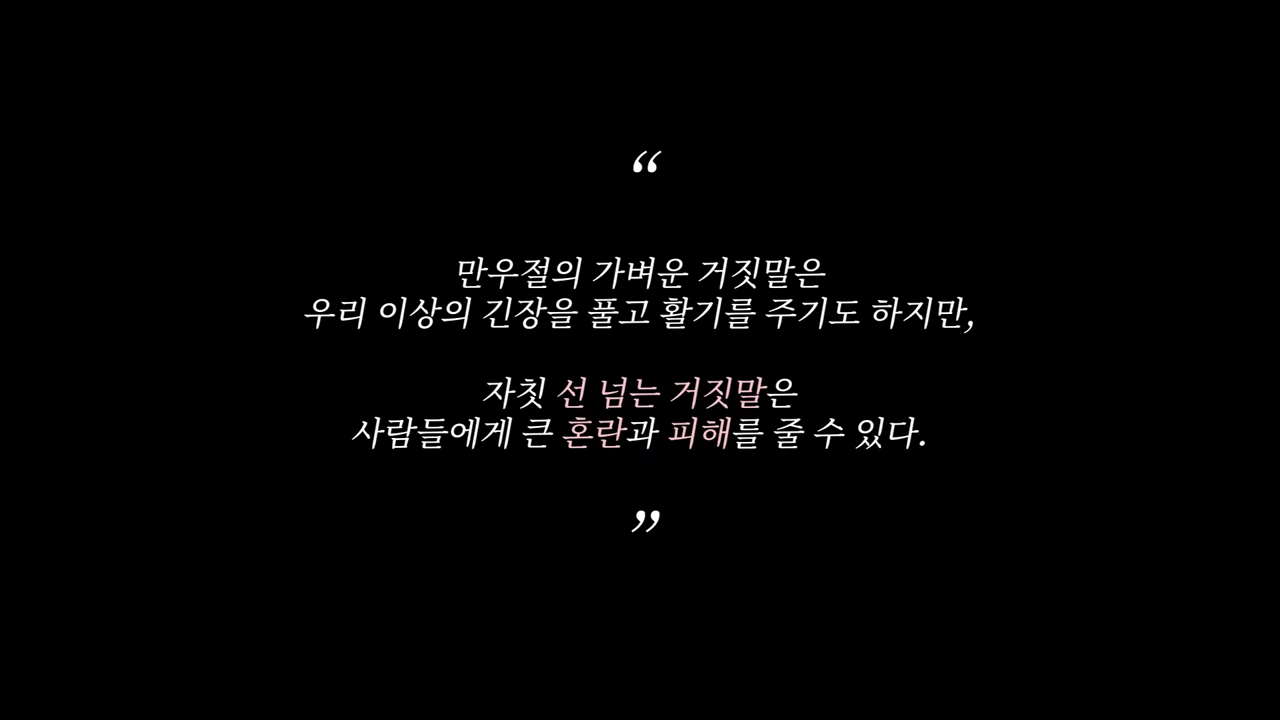 “
만우절의 가벼운 거짓말은
우리 이상의 긴장을 풀고 활기를 주기도 하지만,
자칫 선 넘는 거짓말은
사람들에게 큰 혼란과 피해를 줄 수 있다.
”